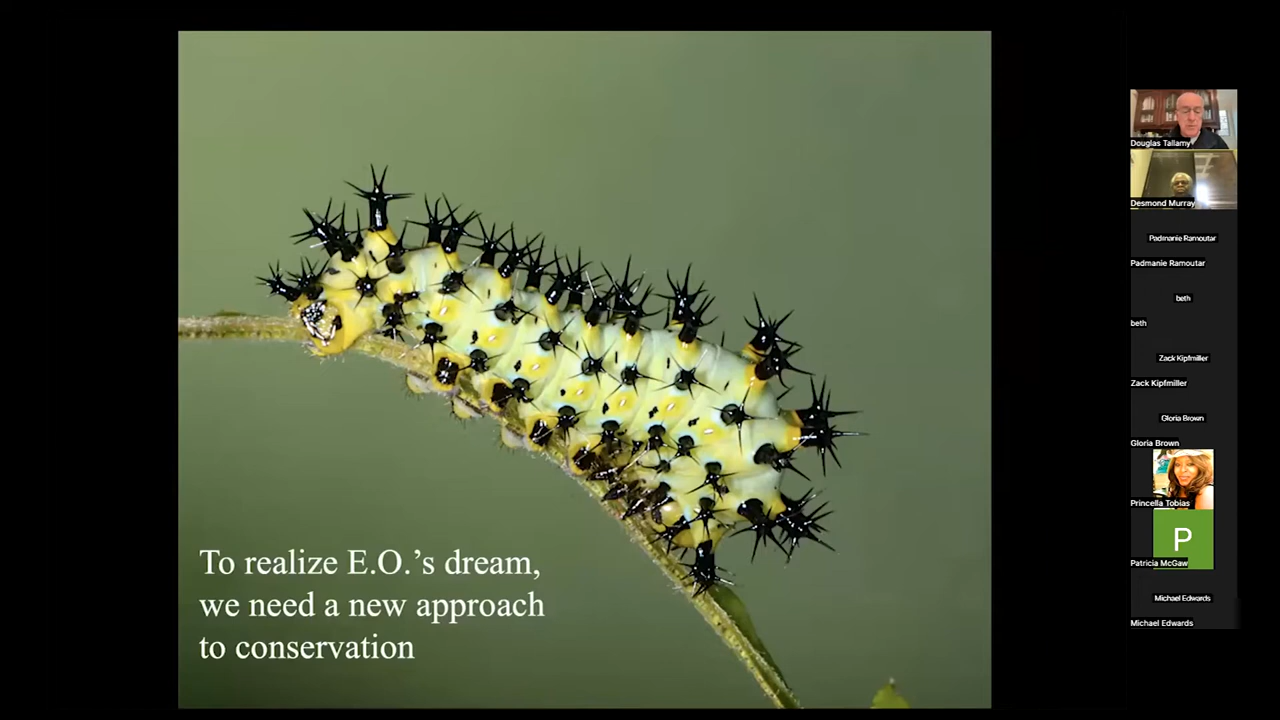 To realize E.O.'s dream,
we need a new approach
to conservation
Douglas Tallamy
Desmond Murray
Padmanie Ramoutar
Padmanie Ramoutar
beth
beth
Zack Kipfmiller
Zack Kipfmiller
Gloria Brown
Gloria Brown
Princella Tobias
P
Patricia McGaw
Michael Edwards
Michael Edwards